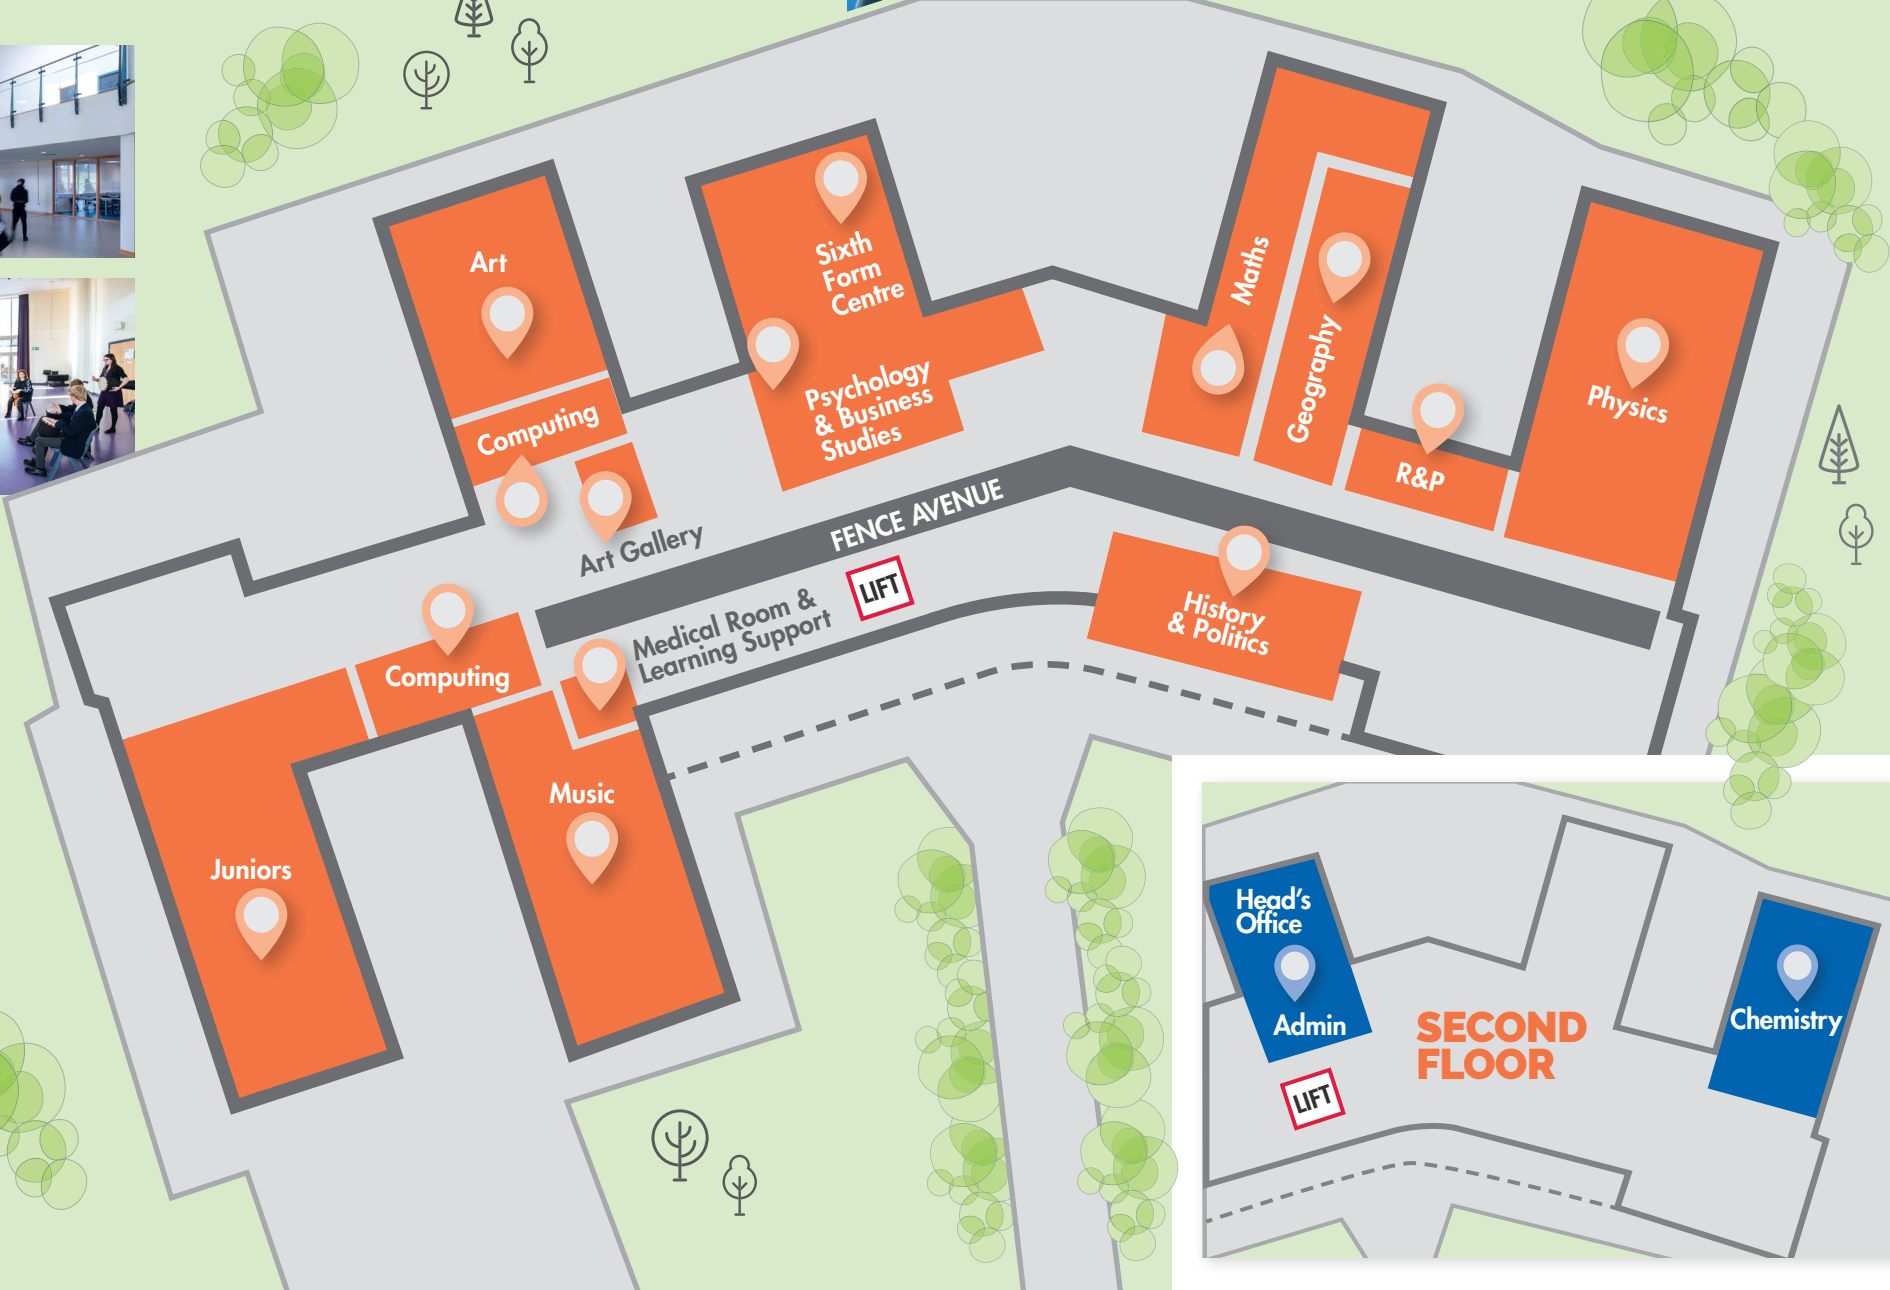 Art
Computing
Art Gallery
Sixth
Form
Centre
Psychology
& Business
Studies
Maths
Geography
R&P
Physics
FENCE AVENUE
LIFT
Medical Room &
Learning Support
History
& Politics
Computing
Music
Juniors
Head's
Office
Admin
LIFT
SECOND
FLOOR
Chemistry